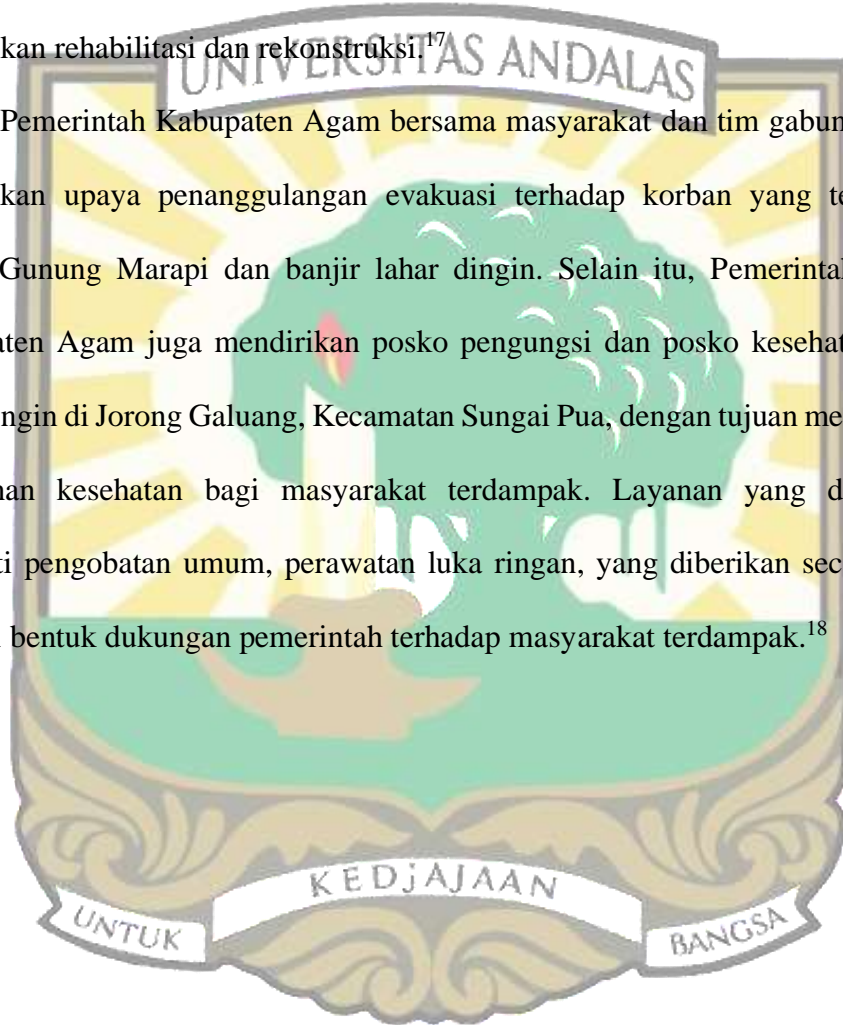 kan rehabilitasi dan rekonstruksi.17
UNIVERSITAS ANDALAS
Pemerintah Kabupaten Agam bersama masyarakat dan tim gabun
kan upaya penanggulangan evakuasi terhadap korban yang te
Gunung Marapi dan banjir lahar dingin. Selain itu, Pemerintah
aten Agam juga mendirikan posko pengungsi dan posko kesehat
ngin di Jorong Galuang, Kecamatan Sungai Pua, dengan tujuan me
nan kesehatan bagi masyarakat terdampak. Layanan yang d
ti pengobatan umum, perawatan luka ringan, yang diberikan sec
bentuk dukungan pemerintah terhadap masyarakat terdampak.18
UNTUK KEDJAJAAN BANGSA